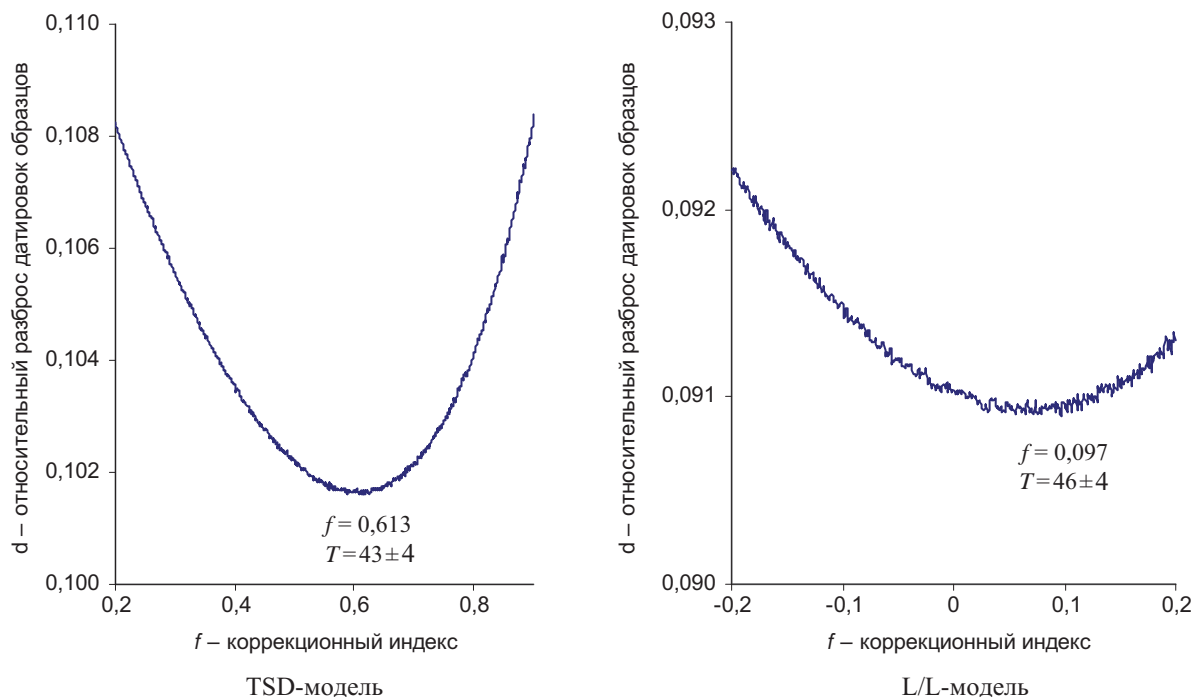 d – относительный разброс датировок образцов
0,110
0,108
0,106
0,104
0,102
0,100
f = 0,613
T=43±4
0,2
0,4
0,6
0,8
f – коррекционный индекс
TSD-модель
d – относительный разброс датировок образцов
0,093
0,092
0,091
0,090
f = 0,097
T=46±4
-0,2
-0,1
0
0,1
0,2
f – коррекционный индекс
L/L-модель